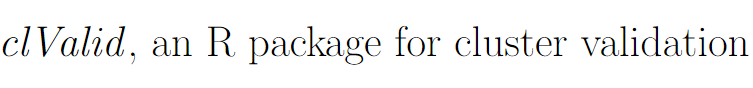 clValid, an R package for cluster validation